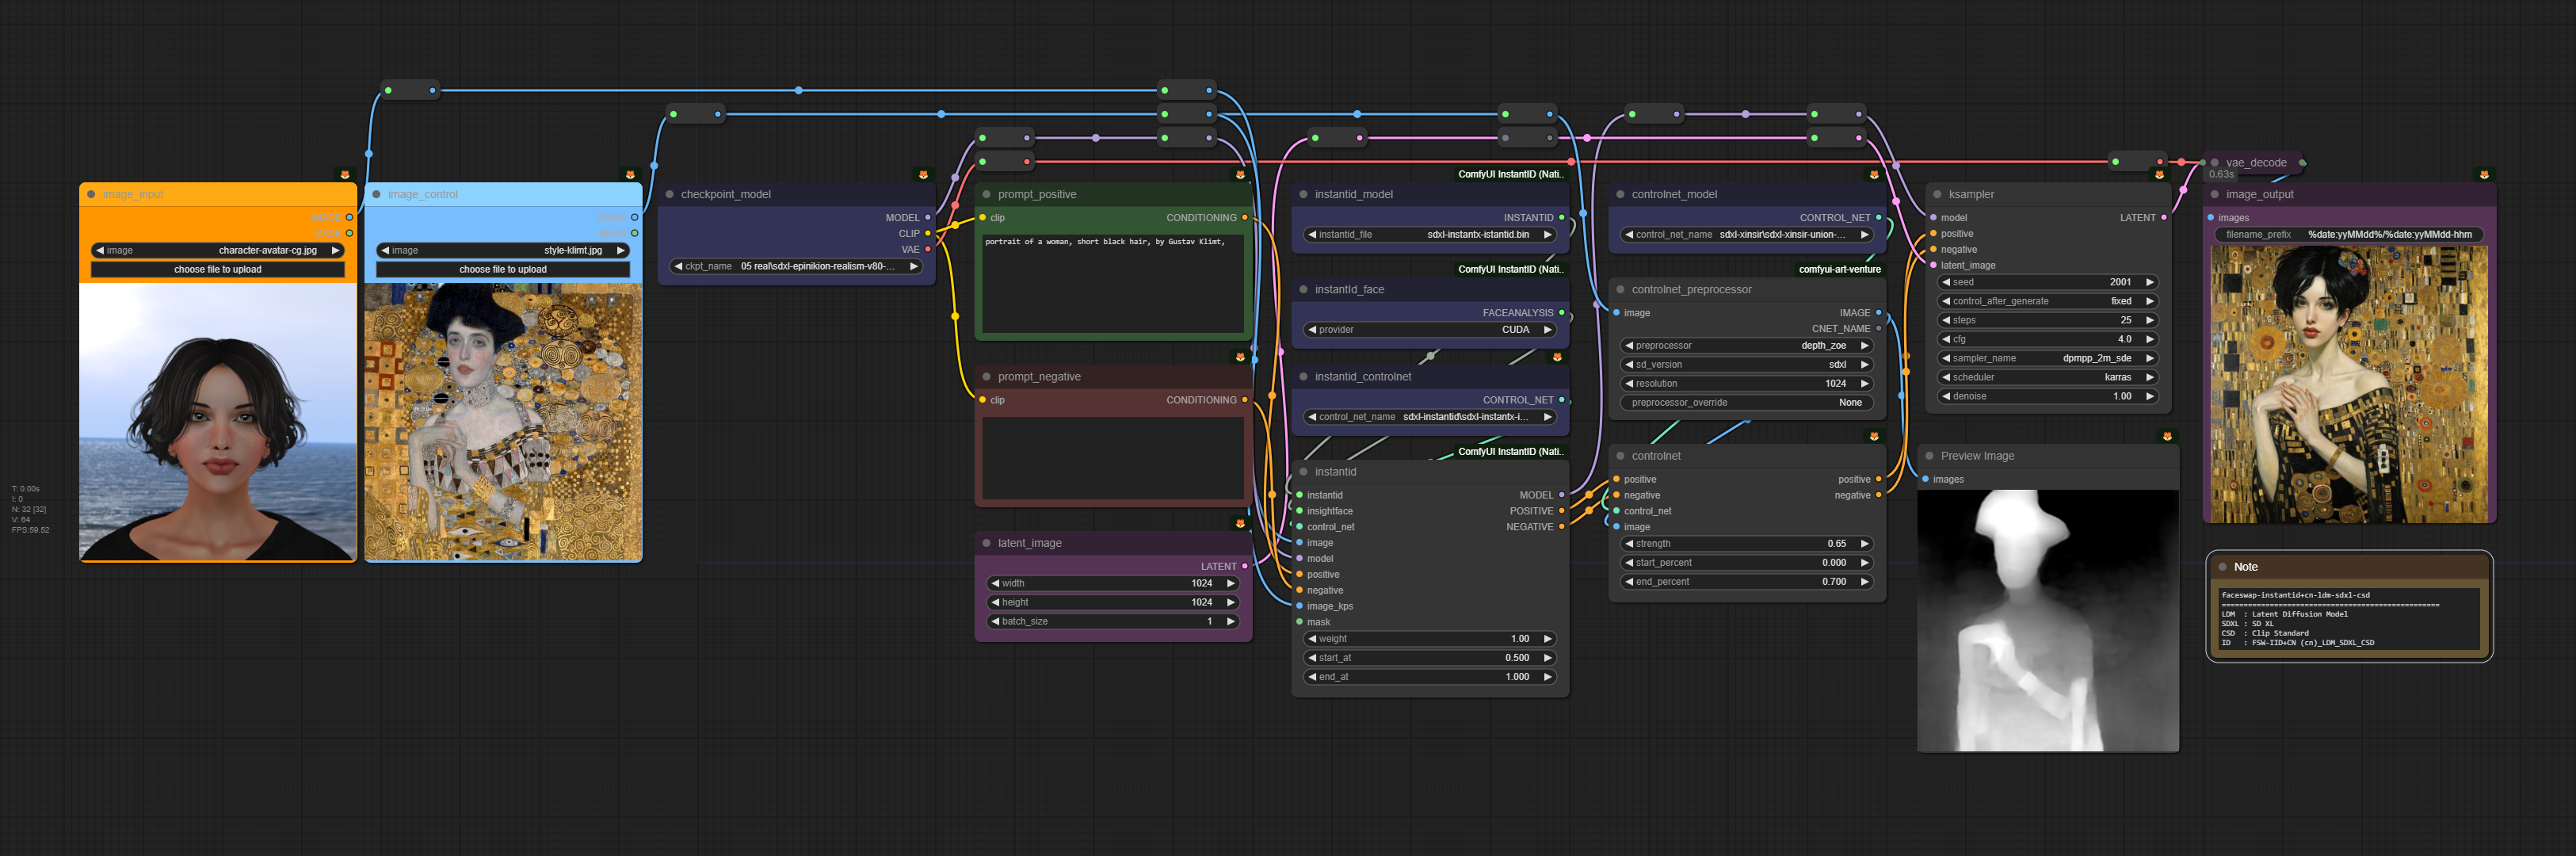 T: 0.00s
I: 0
N: 32 [32]
V: 64
FPS:59.52
image_input
IMAGE
MASK
image character-avatar-cg.jpg
choose file to upload
image_control
IMAGE
MASK
image style-klimt.jpg
choose file to upload
checkpoint_model
MODEL
CLIP
VAE
ckpt_name 05 real\sdxl-epinikion-realism-v80-...
prompt_positive
clip CONDITIONING
portrait of a woman, short black hair, by Gustav Klimt,
prompt_negative
clip CONDITIONING
latent_image
LATENT
width 1024
height 1024
batch_size 1
ComfyUI InstantID (Nati..
instantid_model
INSTANTID
instantid_file sdxl-instantx-istantid.bin
ComfyUI InstantID (Nati..
instantId_face
FACEANALYSIS
provider CUDA
instantid_controlnet
CONTROL_NET
control_net_name sdxl-instantid\sdxl-instantx-i...
ComfyUI InstantID (Nati..
instantid
instantid MODEL
insightface POSITIVE
control_net NEGATIVE
image
model
positive
negative
image_kps
mask
weight 1.00
start_at 0.500
end_at 1.000
controlnet_model
CONTROL_NET
control_net_name sdxl-xinsir\sdxl-xinsir-union-...
comfyui-art-venture
controlnet_preprocessor
image IMAGE
CNET_NAME
preprocessor depth_zoe
sd_version sdxl
resolution 1024
preprocessor_override None
controlnet
positive positive
negative negative
control_net
image
strength 0.65
start_percent 0.000
end_percent 0.700
ksampler
model LATENT
positive
negative
latent_image
seed 2001
control_after_generate fixed
steps 25
cfg 4.0
sampler_name dpmpp_2m_sde
scheduler karras
denoise 1.00
Preview Image
images
vae_decode
0.63s
image_output
images
filename_prefix %date:yyMMdd%/%date:yyMMdd-hhm
Note
faceswap-instantid+cn-ldm-sdxl-csd
==================================================
LDM : Latent Diffusion Model
SDXL : SD XL
CSD : Clip Standard
ID : FSW-IID+CN (cn)_LDM_SDXL_CSD